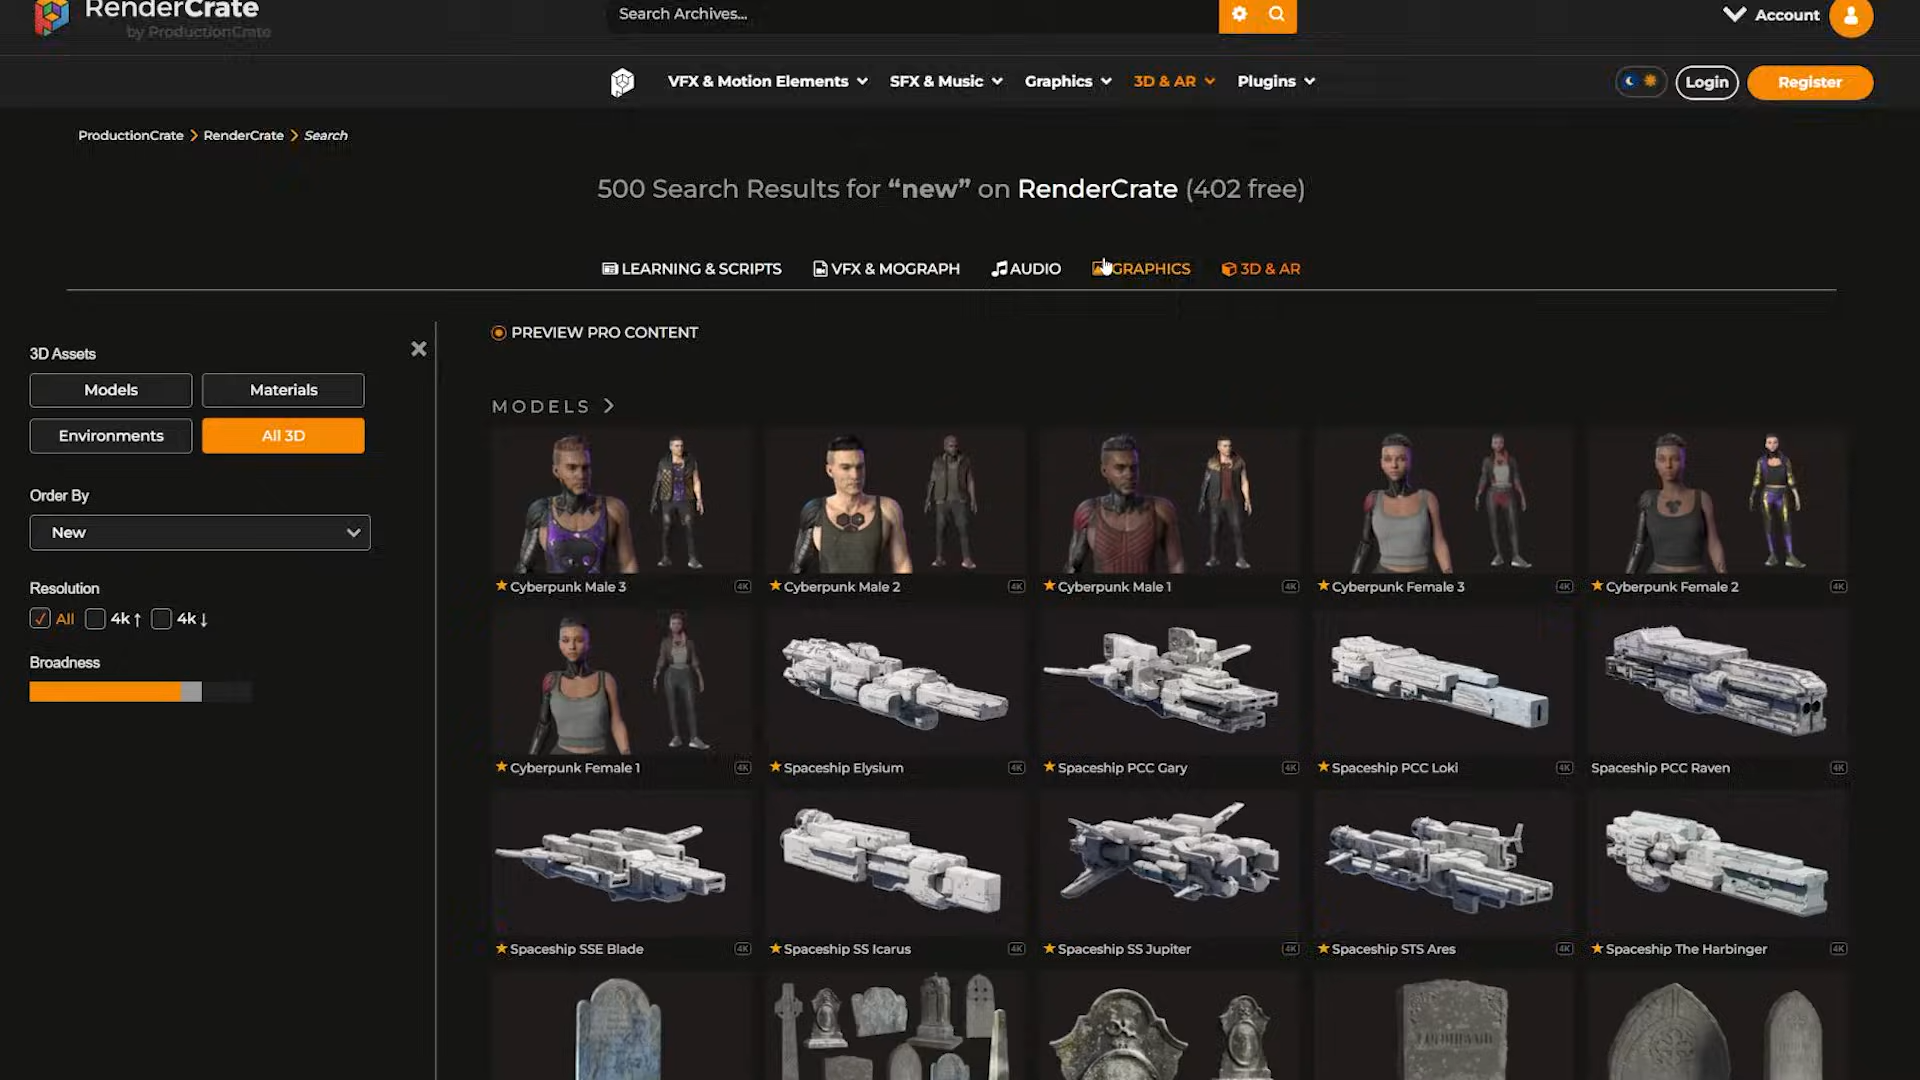 RenderCrate
by ProductionCrate
Search Archives...
Account
VFX & Motion Elements
SFX & Music
Graphics
3D & AR
Plugins
Login
Register
ProductionCrate > RenderCrate > Search
500 Search Results for “new” on RenderCrate (402 free)
LEARNING & SCRIPTS
VFX & MOGRAPH
AUDIO
GRAPHICS
3D & AR
3D Assets
Models
Materials
Environments
All 3D
Order By
New
Resolution
All
4k↑
4k↓
Broadness
PREVIEW PRO CONTENT
MODELS >
Cyberpunk Male 3 4K
Cyberpunk Male 2 4K
Cyberpunk Male 1 4K
Cyberpunk Female 3 4K
Cyberpunk Female 2 4K
Cyberpunk Female 1 4K
Spaceship Elysium 4K
Spaceship PCC Gary 4K
Spaceship PCC Loki 4K
Spaceship PCC Raven 4K
Spaceship SSE Blade 4K
Spaceship SS Icarus 4K
Spaceship SS Jupiter 4K
Spaceship STS Ares 4K
Spaceship The Harbinger 4K